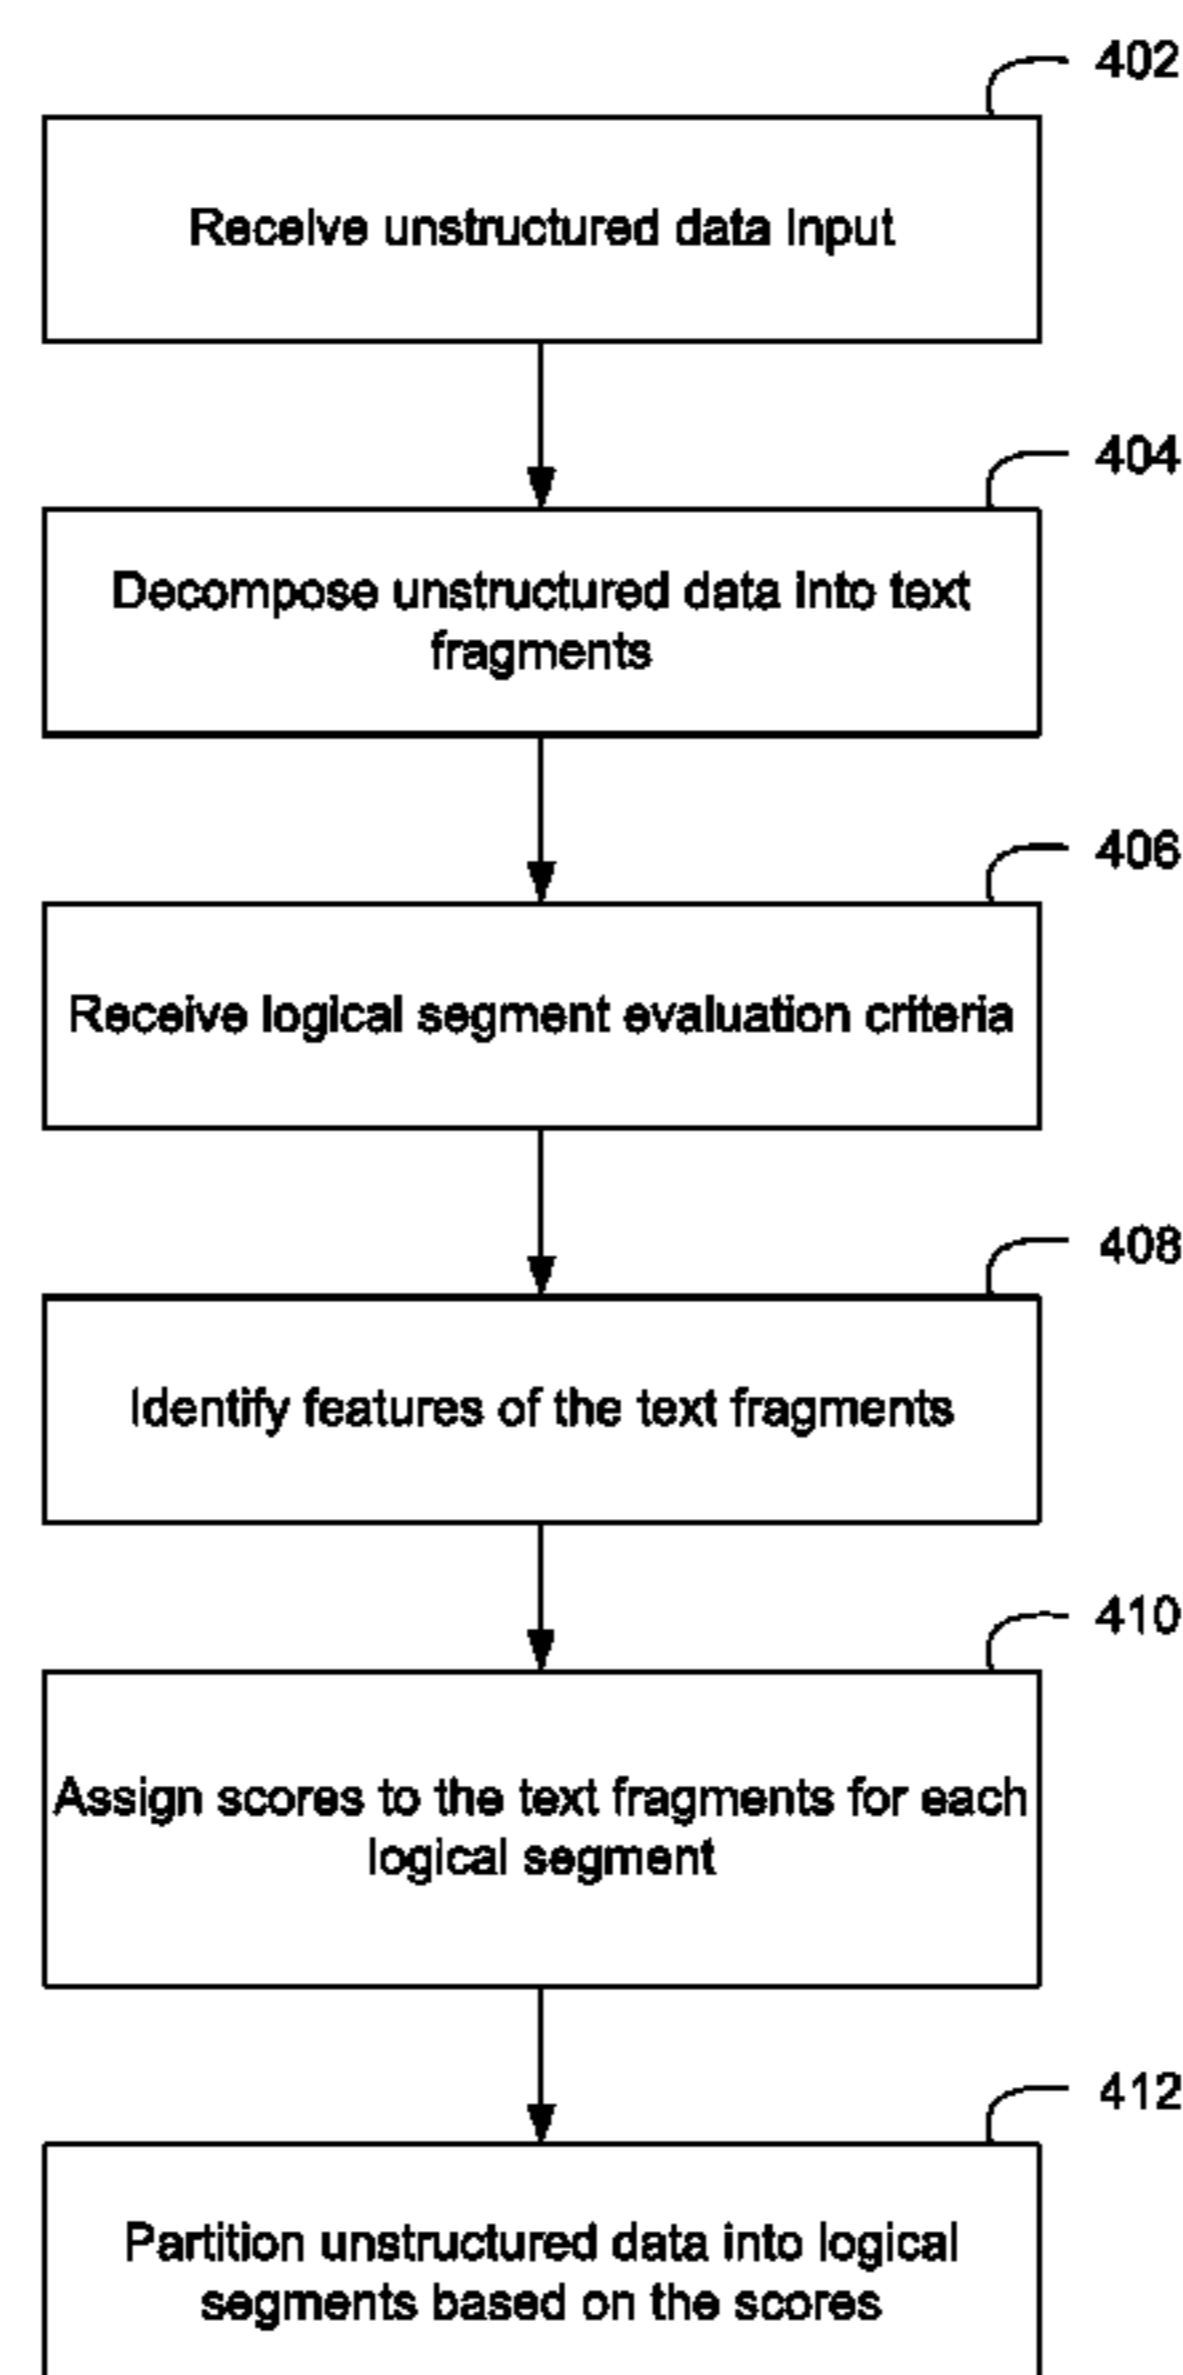 402
Receive unstructured data input
404
Decompose unstructured data into text
fragments
406
Receive logical segment evaluation criteria
408
Identify features of the text fragments
410
Assign scores to the text fragments for each
logical segment
412
Partition unstructured data into logical
segments based on the scores